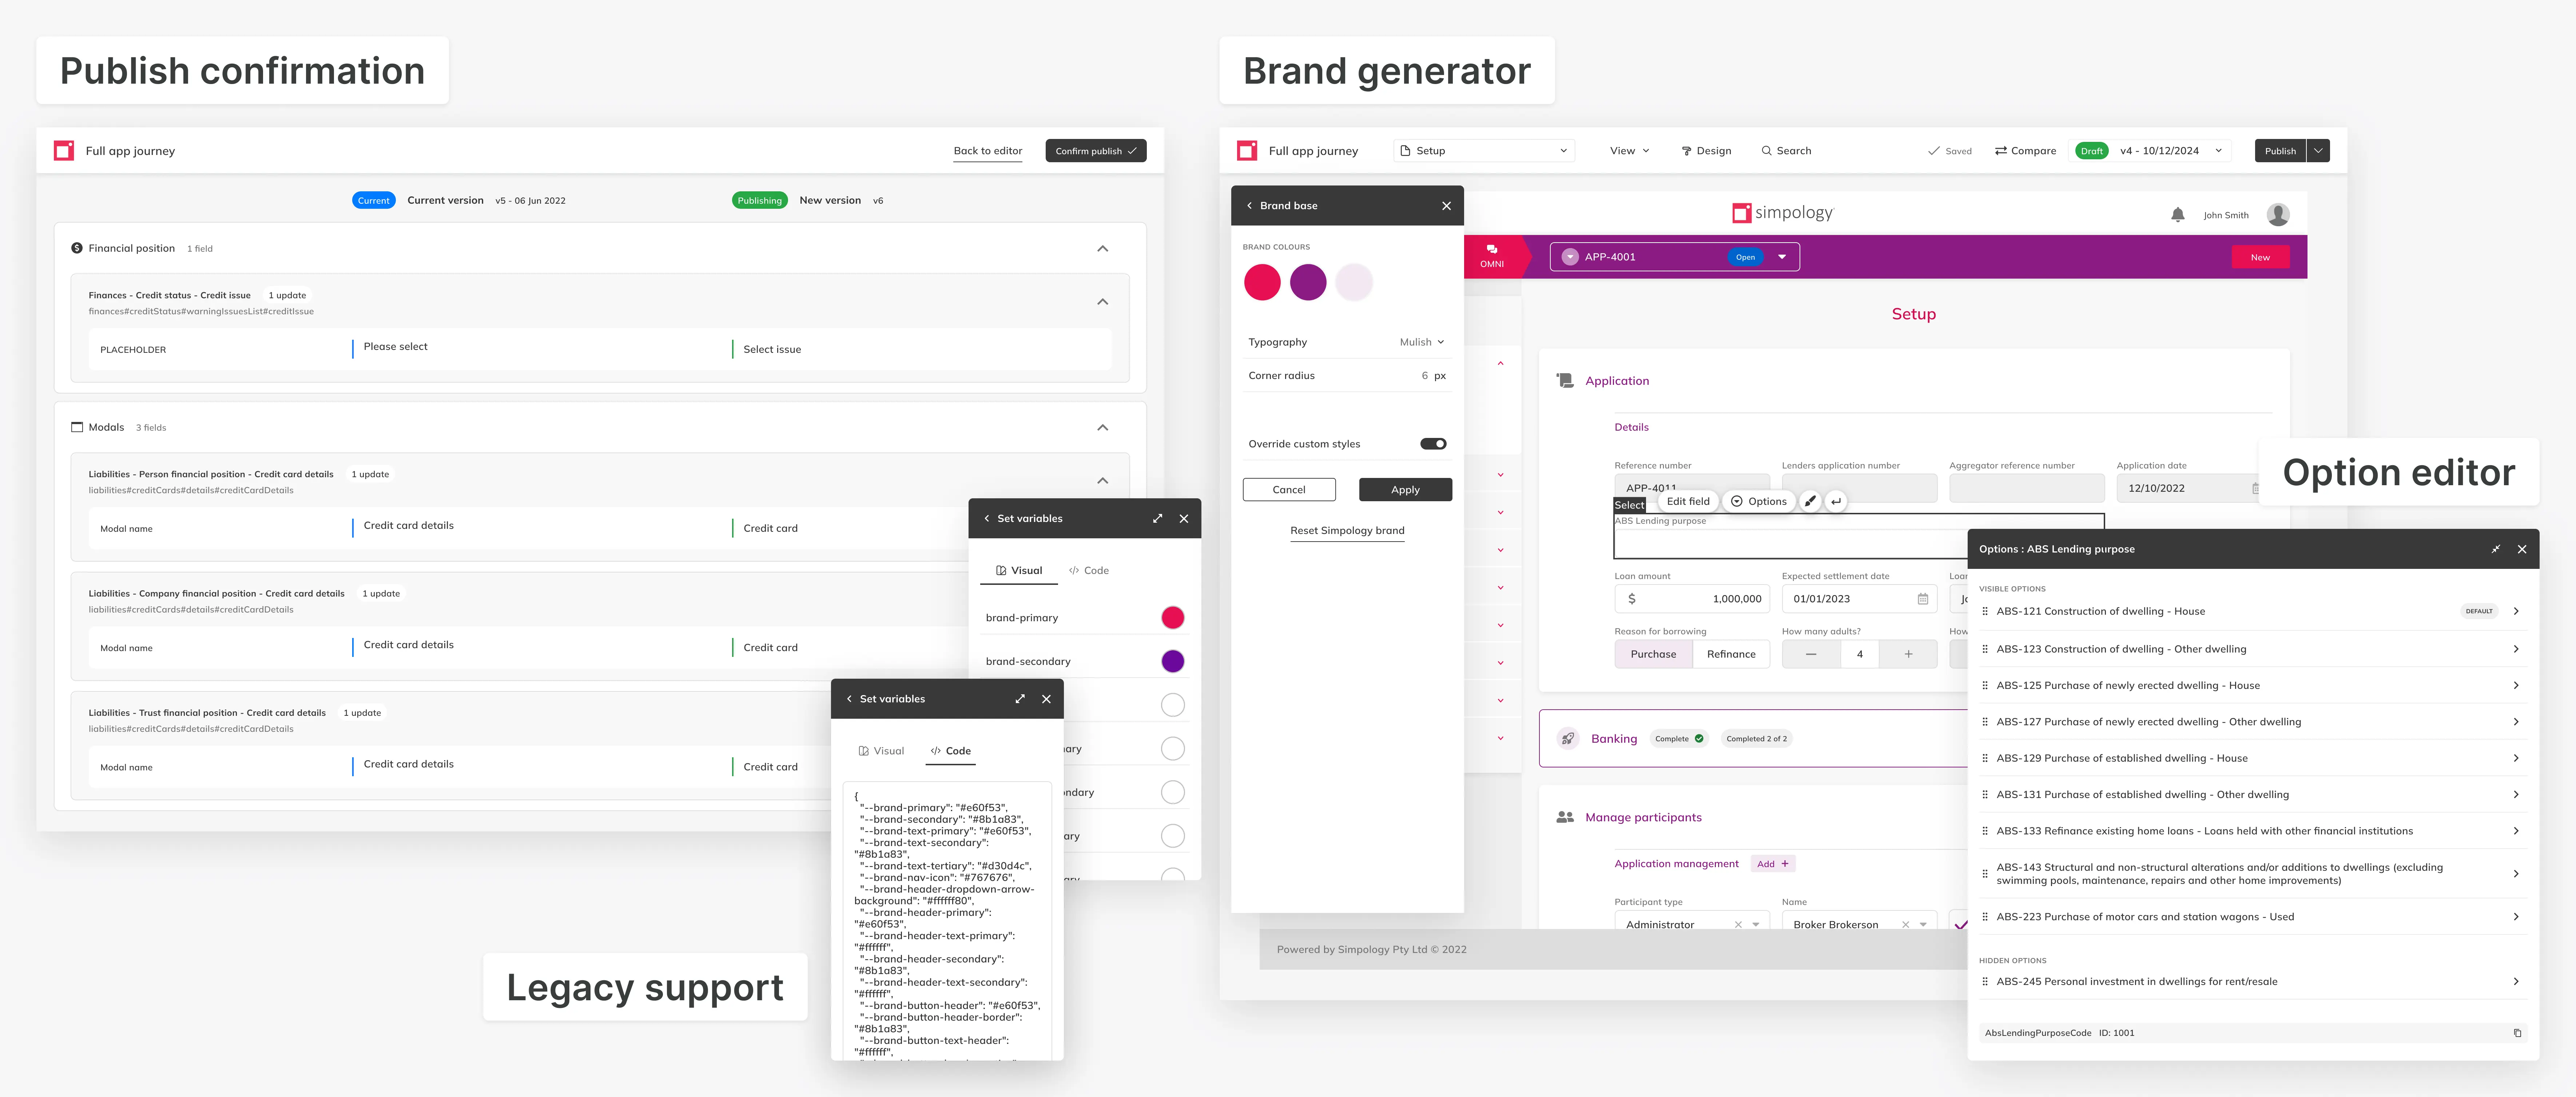 Publish confirmation
Full app journey
Back to editor
Confirm publish
Current
Current version
v5 - 06 Jun 2022
Publishing
New version
v6
Financial position
1 field
Finances - Credit status - Credit issue
1 update
finances#creditStatus#warningIssuesList#creditIssue
PLACEHOLDER
Please select
Select issue
Modals
3 fields
Liabilities - Person financial position - Credit card details
1 update
liabilities#creditCards#details#creditCardDetails
Modal name
Credit card details
Credit card
Liabilities - Company financial position - Credit card details
1 update
liabilities#creditCards#details#creditCardDetails
Modal name
Credit card details
Credit card
Liabilities - Trust financial position - Credit card details
1 update
liabilities#creditCards#details#creditCardDetails
Modal name
Credit card details
Credit card
Set variables
Visual
</> Code
brand-primary
brand-secondary
Legacy support
Set variables
Visual
</> Code
{
"--brand-primary": "#e60f53",
"--brand-secondary": "#8b1a83",
"--brand-text-primary": "#e60f53",
"--brand-text-secondary":
"#8b1a83",
"--brand-text-tertiary": "#d30d4c",
"--brand-nav-icon": "#767676",
"--brand-header-dropdown-arrow-
background": "#ffffff80",
"--brand-header-primary":
"#e60f53",
"--brand-header-text-primary":
"#ffffff",
"--brand-header-secondary":
"#8b1a83",
"--brand-header-text-secondary":
"#ffffff",
"--brand-button-header": "#e60f53",
"--brand-button-header-border":
"#8b1a83",
"--brand-button-text-header":
"#ffffff",
Brand generator
Full app journey
Setup
View
Design
Search
Saved
Compare
Draft
v4 - 10/12/2024
Publish
Brand base
BRAND COLOURS
Typography
Mulish
Corner radius
6 px
Override custom styles
Cancel
Apply
Reset Simpology brand
simpology
John Smith
OMNI
APP-4001
Open
New
Setup
Application
Details
Reference number
Lenders application number
Aggregator reference number
Application date
APP-4011
12/10/2022
Select
Edit field
Options
ABS Lending purpose
Loan amount
Expected settlement date
$ 1,000,000
01/01/2023
Reason for borrowing
How many adults?
Purchase
Refinance
4
Banking
Complete
Completed 2 of 2
Manage participants
Application management
Add +
Participant type
Name
Administrator
Broker Brokerson
Powered by Simpology Pty Ltd © 2022
Option editor
Options : ABS Lending purpose
VISIBLE OPTIONS
ABS-121 Construction of dwelling - House
DEFAULT
ABS-123 Construction of dwelling - Other dwelling
ABS-125 Purchase of newly erected dwelling - House
ABS-127 Purchase of newly erected dwelling - Other dwelling
ABS-129 Purchase of established dwelling - House
ABS-131 Purchase of established dwelling - Other dwelling
ABS-133 Refinance existing home loans - Loans held with other financial institutions
ABS-143 Structural and non-structural alterations and/or additions to dwellings (excluding
swimming pools, maintenance, repairs and other home improvements)
ABS-223 Purchase of motor cars and station wagons - Used
HIDDEN OPTIONS
ABS-245 Personal investment in dwellings for rent/resale
AbsLendingPurposeCode ID: 1001